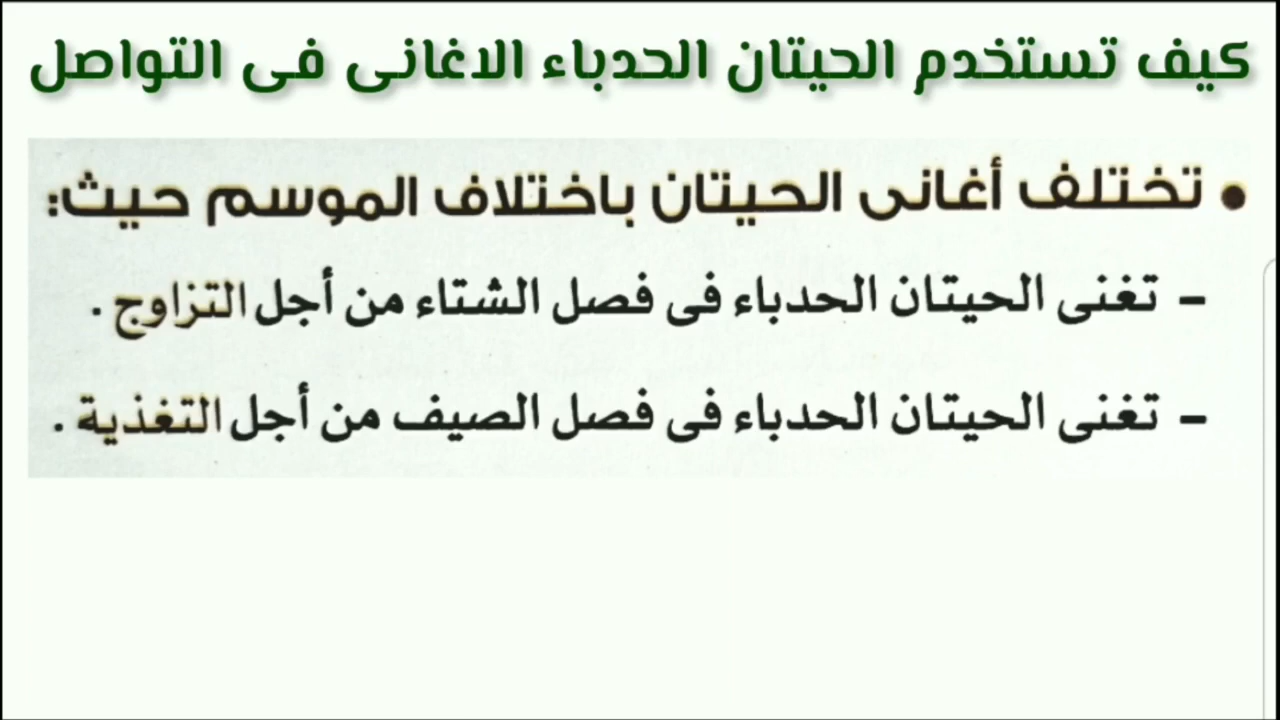 كيف تستخدم الحيتان الحدباء الاغانى فى التواصل
• تختلف أغانى الحيتان باختلاف الموسم حيث:
- تغنى الحيتان الحدباء فى فصل الشتاء من أجل التزاوج .
- تغنى الحيتان الحدباء فى فصل الصيف من أجل التغذية .